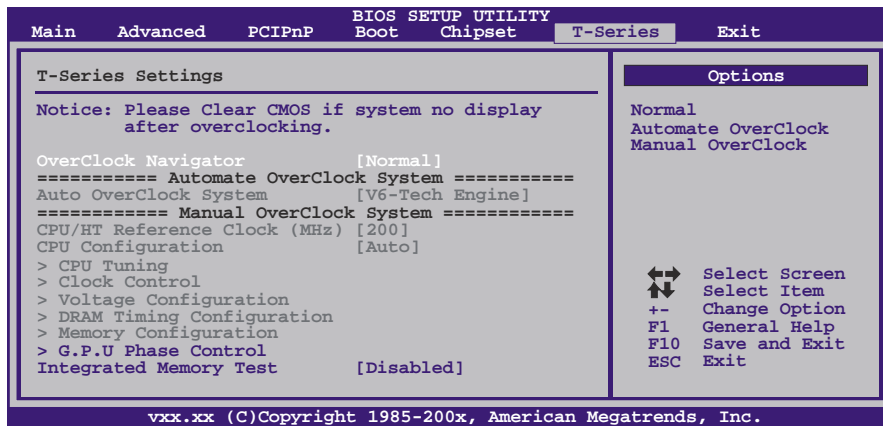 BIOS SETUP UTILITY
Main Advanced PCIPnP Boot Chipset T-Series Exit
T-Series Settings
Notice: Please Clear CMOS if system no display
after overclocking.
OverClock Navigator [Normal]
=========== Automate OverClock System ===========
Auto OverClock System [V6-Tech Engine]
============ Manual OverClock System ============
CPU/HT Reference Clock (MHz) [200]
CPU Configuration [Auto]
> CPU Tuning
> Clock Control
> Voltage Configuration
> DRAM Timing Configuration
> Memory Configuration
> G.P.U Phase Control
Integrated Memory Test [Disabled]
Options
Normal
Automate OverClock
Manual OverClock
Select Screen
Select Item
+- Change Option
F1 General Help
F10 Save and Exit
ESC Exit
vxx.xx (C)Copyright 1985-200x, American Megatrends, Inc.